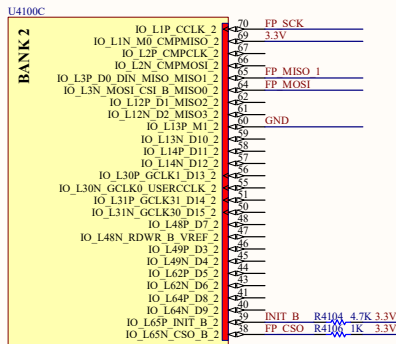 U4100C
BANK 2
IO_L1P_CCLK_2 70 FP_SCK
IO_L1N_M0_CMPMISO_2 69 3.3V
IO_L2P_CMPCLK_2 67
IO_L2N_CMPMOSI_2 66
IO_L3P_D0_DIN_MISO_MISO1_2 65 FP_MISO_1
IO_L3N_MOSI_CSI_B_MISO0_2 64 FP_MOSI
IO_L12P_D1_MISO2_2 62
IO_L12N_D2_MISO3_2 61
IO_L13P_M1_2 60 GND
IO_L13N_D10_2 59
IO_L14P_D11_2 58
IO_L14N_D12_2 57
IO_L30P_GCLK1_D13_2 56
IO_L30N_GCLK0_USERCCLK_2 55
IO_L31P_GCLK31_D14_2 51
IO_L31N_GCLK30_D15_2 50
IO_L48P_D7_2 48
IO_L48N_RDWR_B_VREF_2 47
IO_L49P_D3_2 46
IO_L49N_D4_2 45
IO_L62P_D5_2 44
IO_L62N_D6_2 43
IO_L64P_D8_2 41
IO_L64N_D9_2 40
IO_L65P_INIT_B_2 39 INIT_B R4104 4.7K 3.3V
IO_L65N_CSO_B_2 38 FP_CSO R4106 1K 3.3V